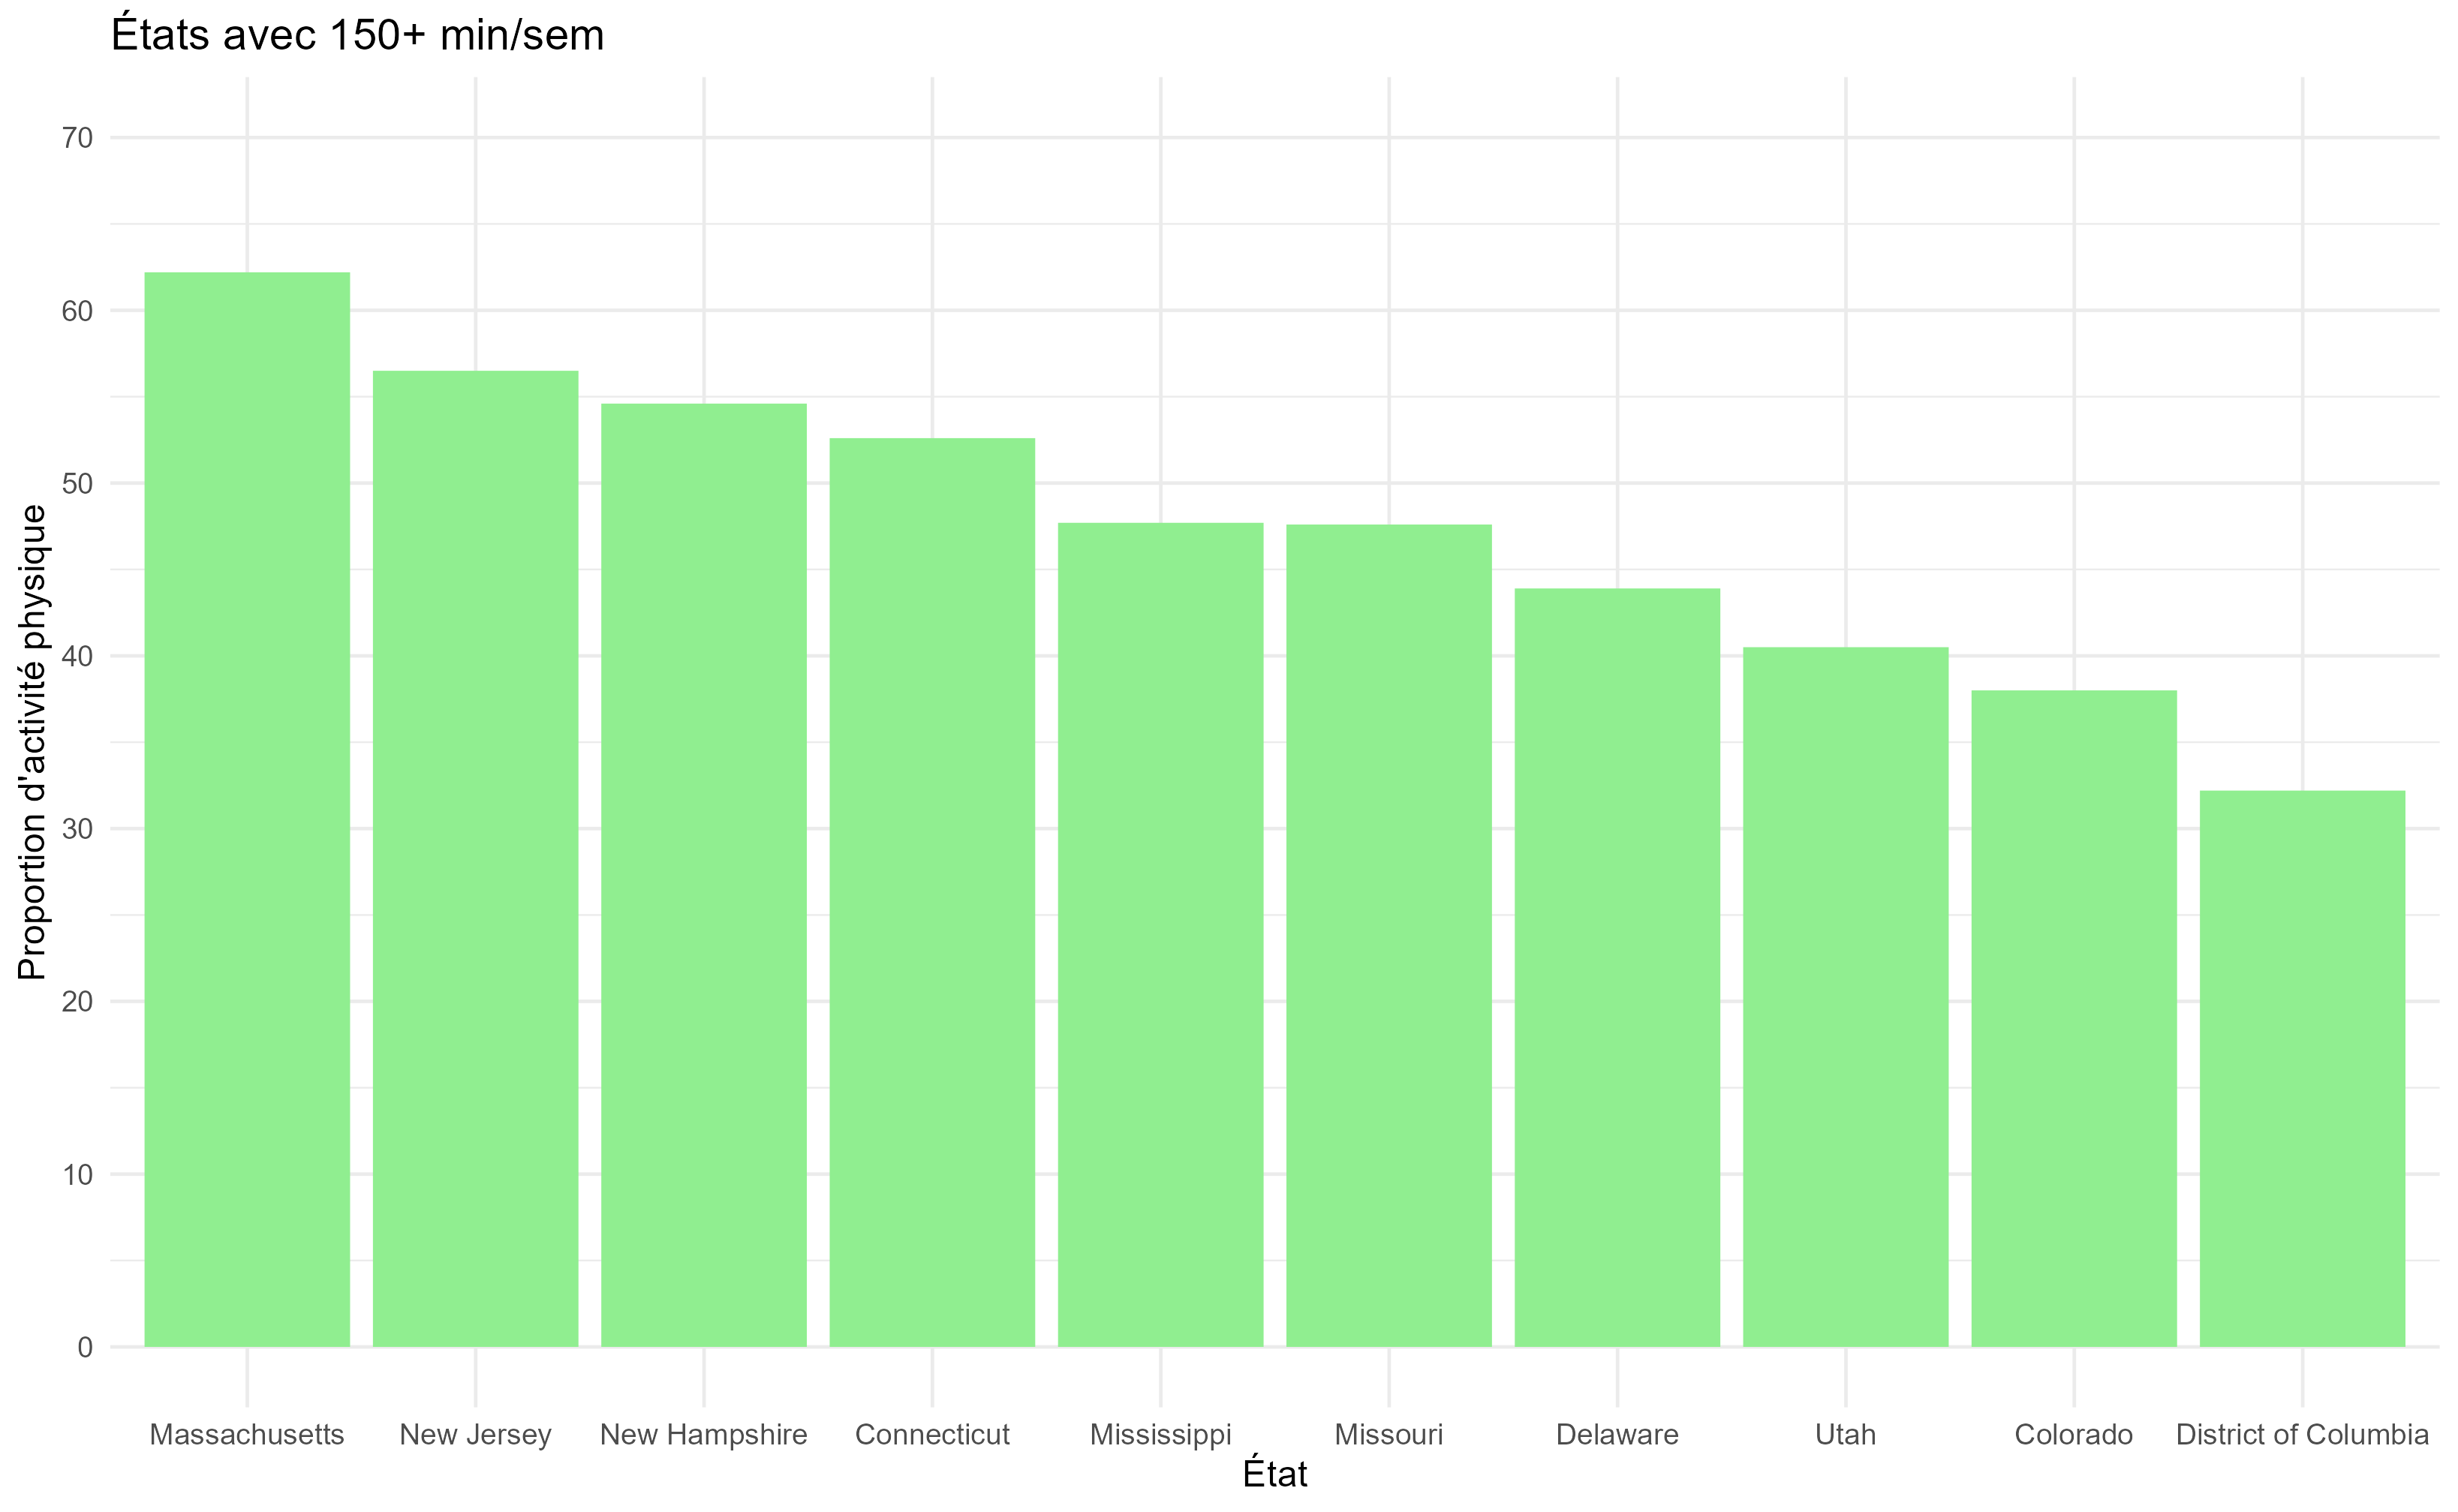 États avec 150+ min/sem
Proportion d'activité physique
70
60
50
40
30
20
10
0
Massachusetts
New Jersey
New Hampshire
Connecticut
Mississippi
Missouri
Delaware
Utah
Colorado
District of Columbia
État